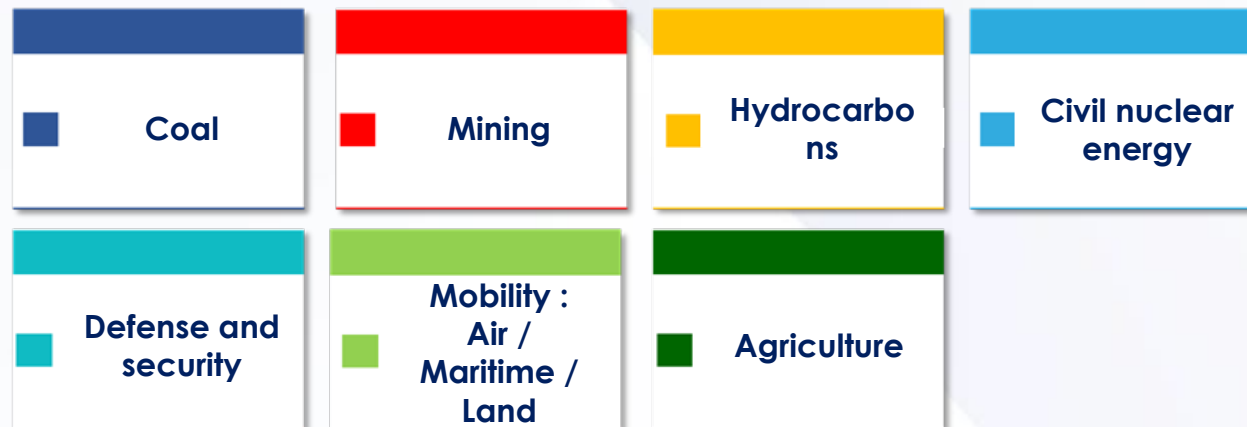 Coal
Mining
Hydrocarbo
ns
Civil nuclear
energy
Defense and
security
Mobility :
Air /
Maritime /
Land
Agriculture